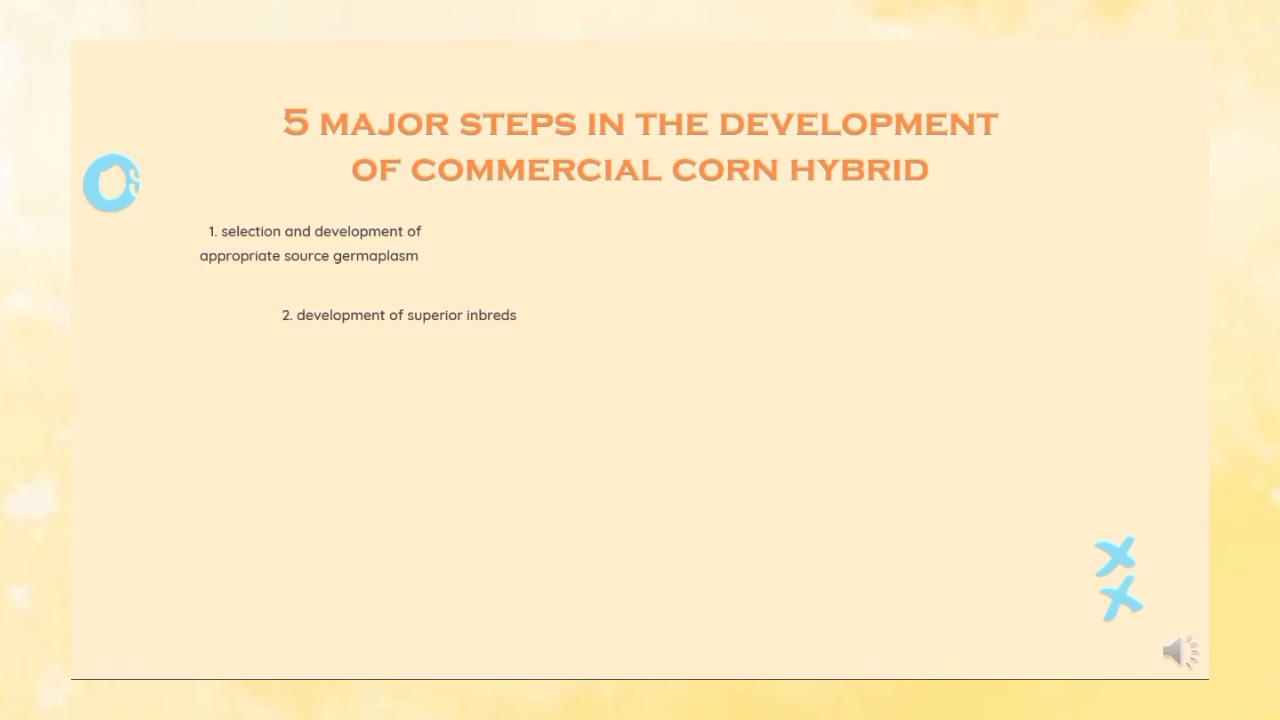 5 MAJOR STEPS IN THE DEVELOPMENT
OF COMMERCIAL CORN HYBRID
1. selection and development of
appropriate source germaplasm
2. development of superior inbreds